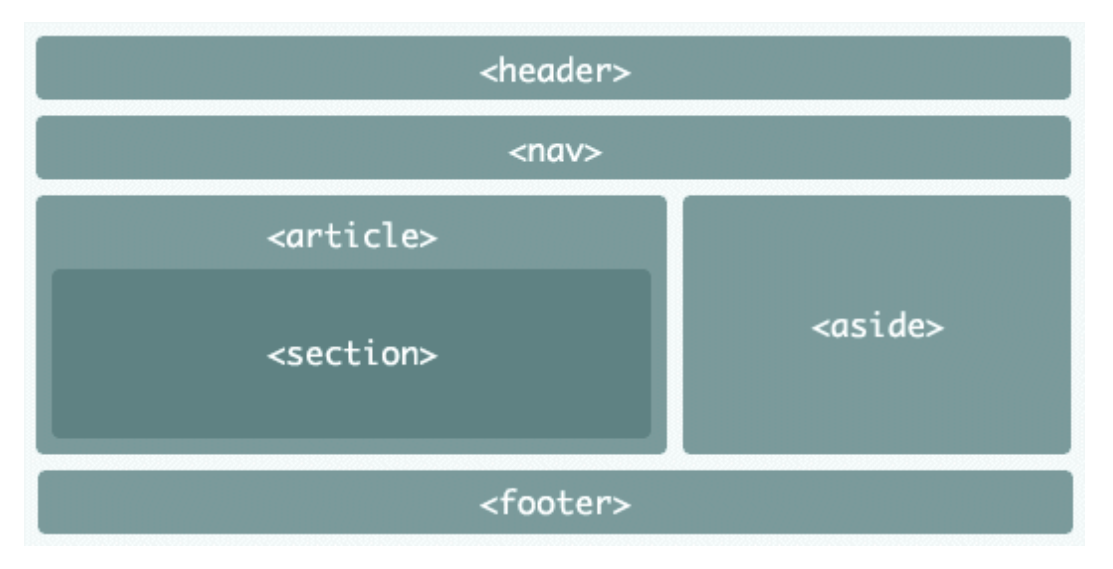 <header>
<nav>
<article>
<section>
<aside>
<footer>